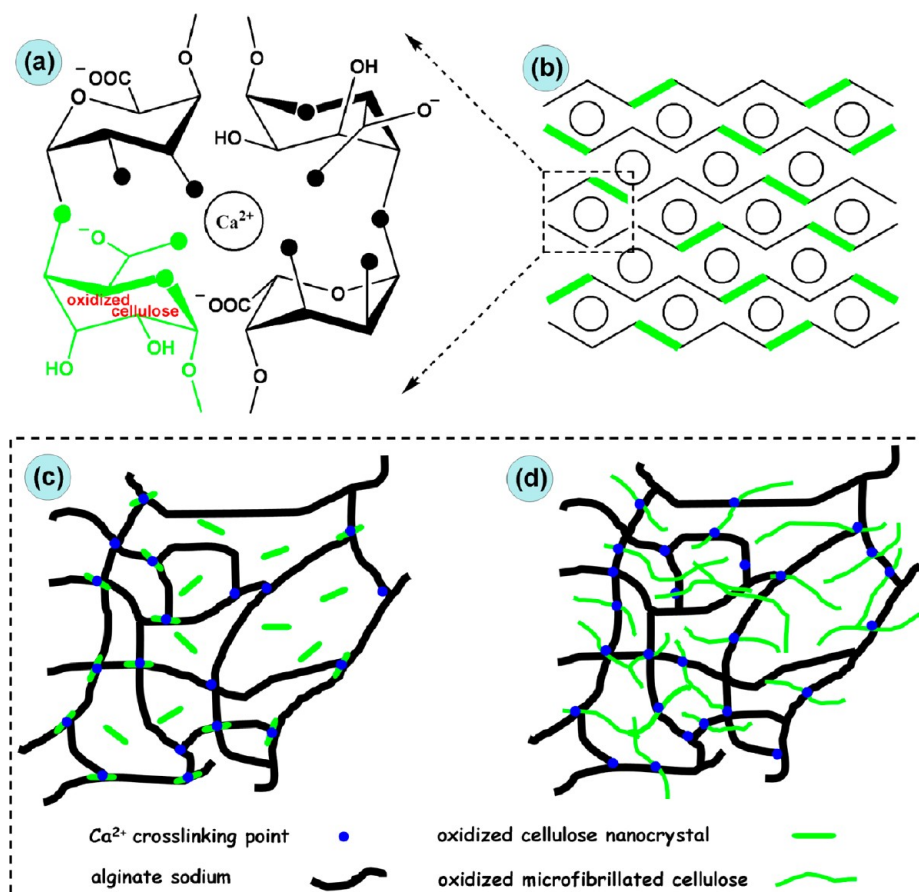 (a)
(b)
O
O
⁻OOC
OH
O
O
O⁻
HO
O
Ca²⁺
⁻O
O
⁻OOC
oxidized
cellulose
OH
HO
O
O
(c)
(d)
Ca²⁺ crosslinking point
oxidized cellulose nanocrystal
alginate sodium
oxidized microfibrillated cellulose